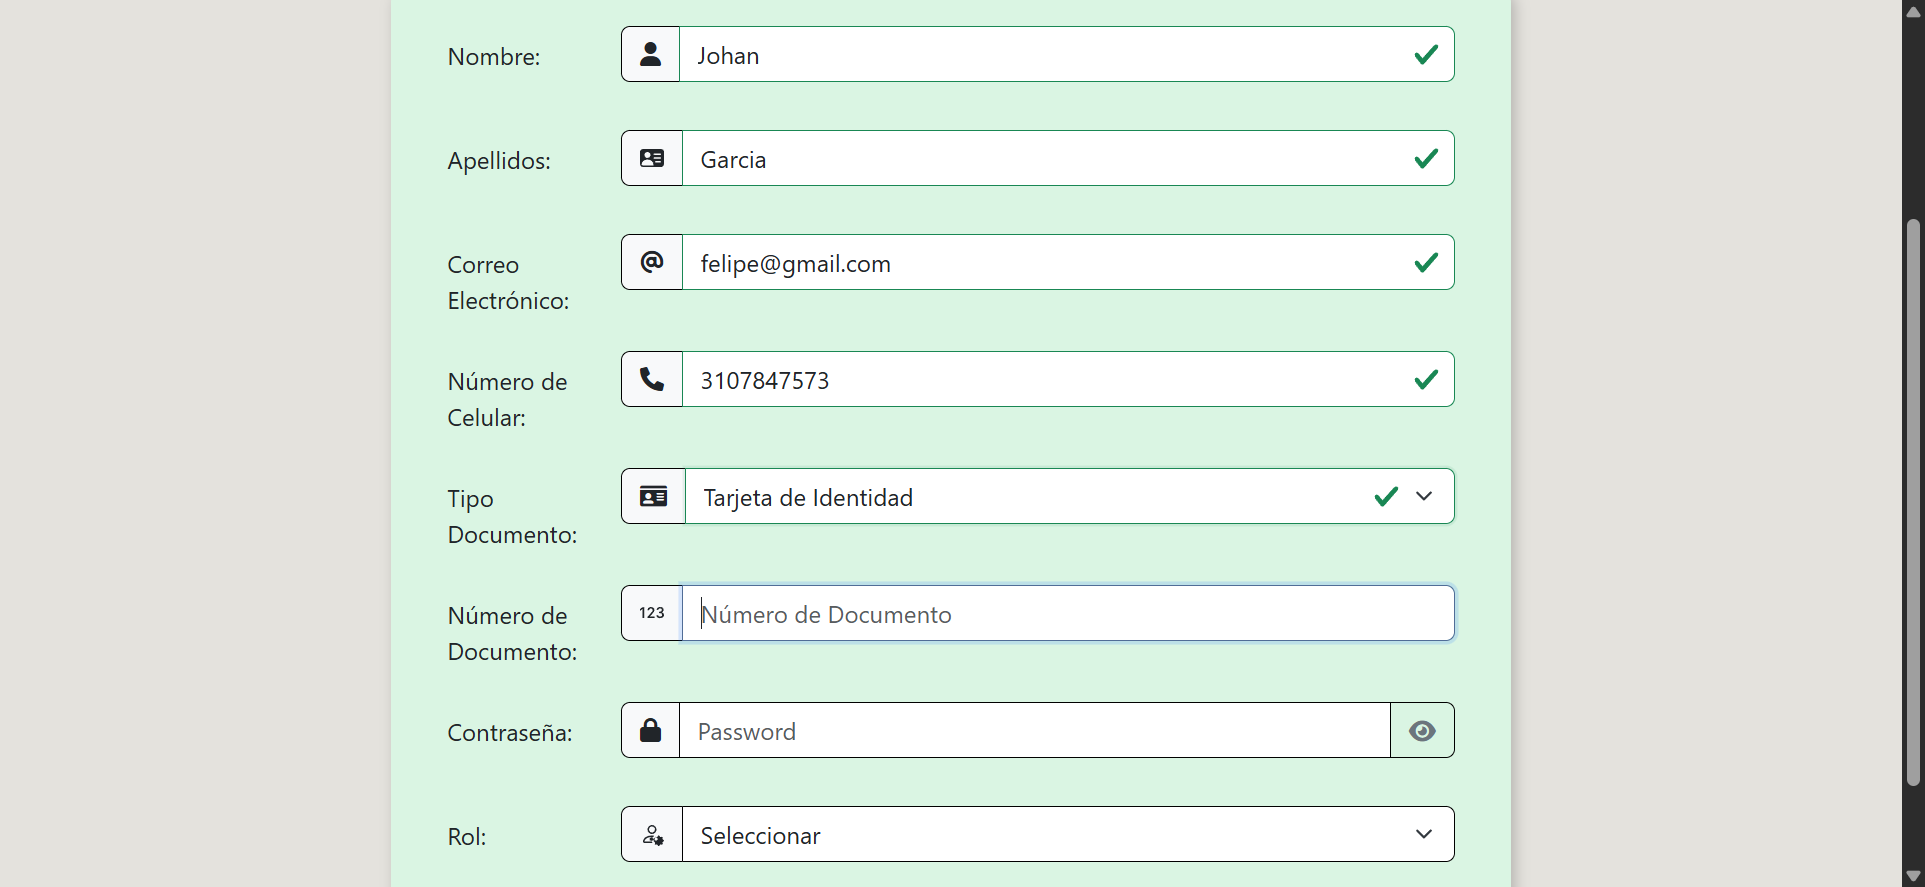 Nombre:
Johan
Apellidos:
Garcia
Correo
Electrónico:
felipe@gmail.com
Número de
Celular:
3107847573
Tipo
Documento:
Tarjeta de Identidad
Número de
Documento:
123
Número de Documento
Contraseña:
Password
Rol:
Seleccionar